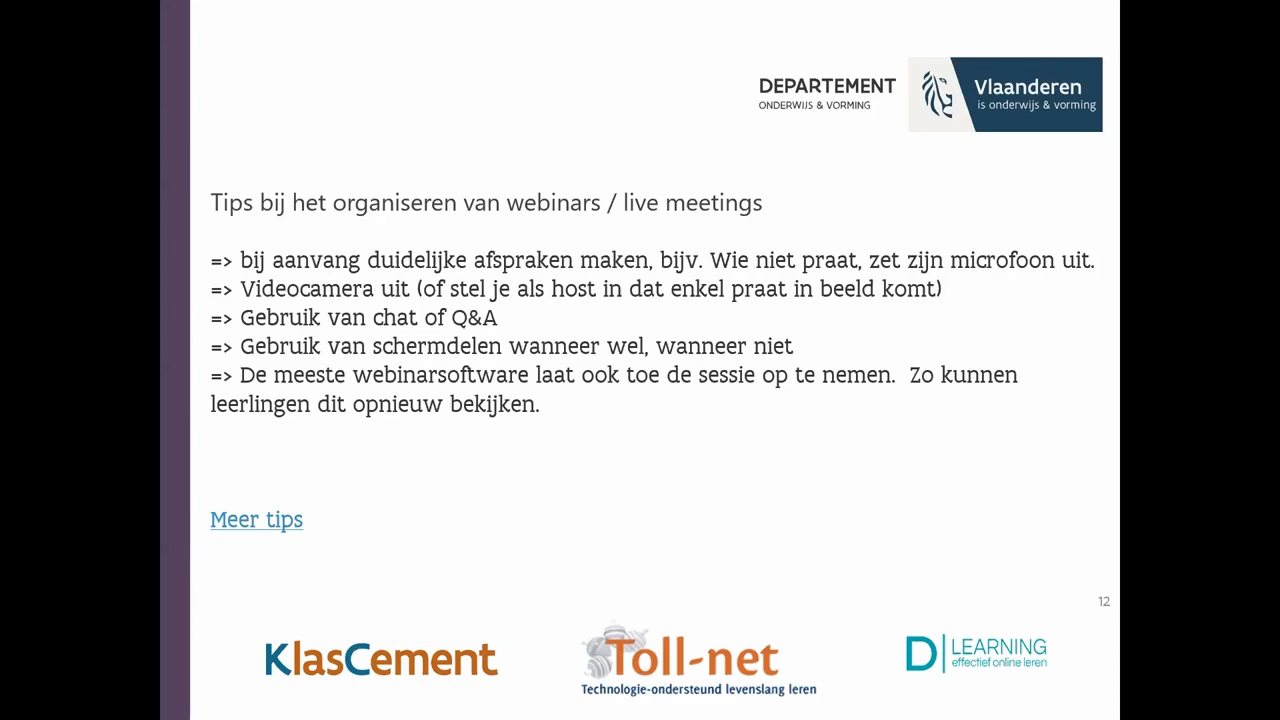 DEPARTEMENT
ONDERWIJS & VORMING
Vlaanderen
is onderwijs & vorming
Tips bij het organiseren van webinars / live meetings
=> bij aanvang duidelijke afspraken maken, bijv. Wie niet praat, zet zijn microfoon uit.
=> Videocamera uit (of stel je als host in dat enkel praat in beeld komt)
=> Gebruik van chat of Q&A
=> Gebruik van schermdelen wanneer wel, wanneer niet
=> De meeste webinarsoftware laat ook toe de sessie op te nemen.  Zo kunnen
leerlingen dit opnieuw bekijken.
Meer tips
12
KlasCement
Toll-net
Technologie-ondersteund levenslang leren
D LEARNING
effectief online leren